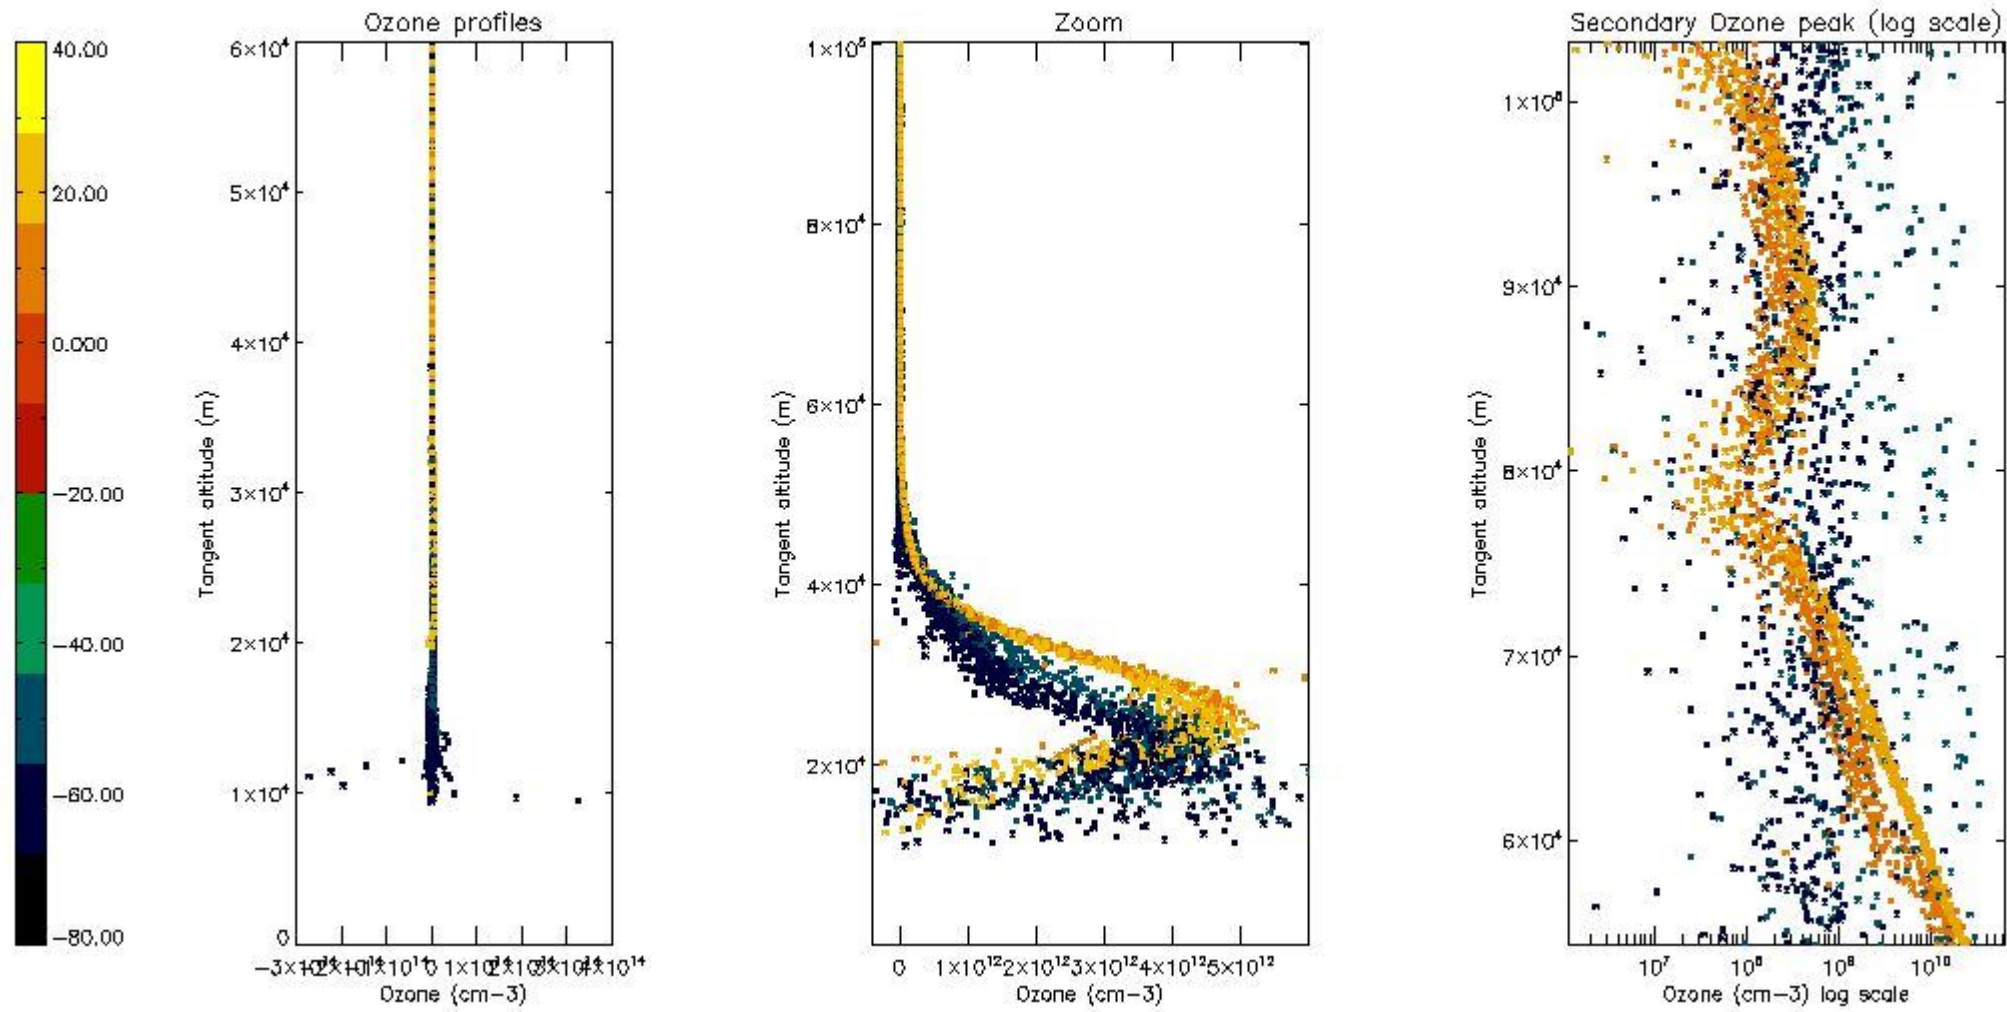 Ozone profiles
Zoom
Secondary Ozone peak (log scale)
40.00
20.00
0.000
−20.00
−40.00
−60.00
−80.00
6×10⁴
5×10⁴
4×10⁴
3×10⁴
2×10⁴
1×10⁴
0
Tangent altitude (m)
0
4×10¹⁴
Ozone (cm−3)
1×10⁵
8×10⁴
6×10⁴
4×10⁴
2×10⁴
Tangent altitude (m)
0 1×10¹² 2×10¹² 3×10¹² 4×10¹² 5×10¹²
Ozone (cm−3)
9×10⁴
8×10⁴
7×10⁴
6×10⁴
Tangent altitude (m)
10⁷ 10⁸ 10⁹ 10¹⁰
Ozone (cm−3) log scale